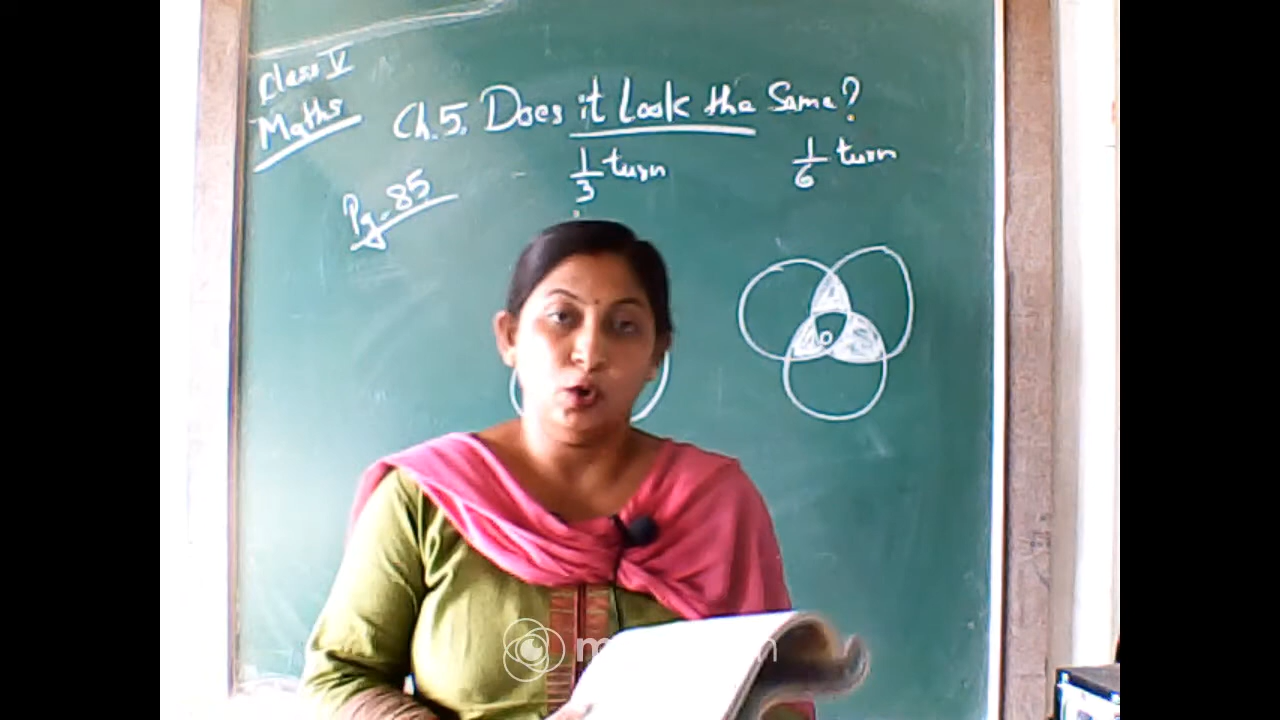 Class V
Maths
Ch.5. Does it Look the Same?
Pg-85
1/3 turn
1/6 turn